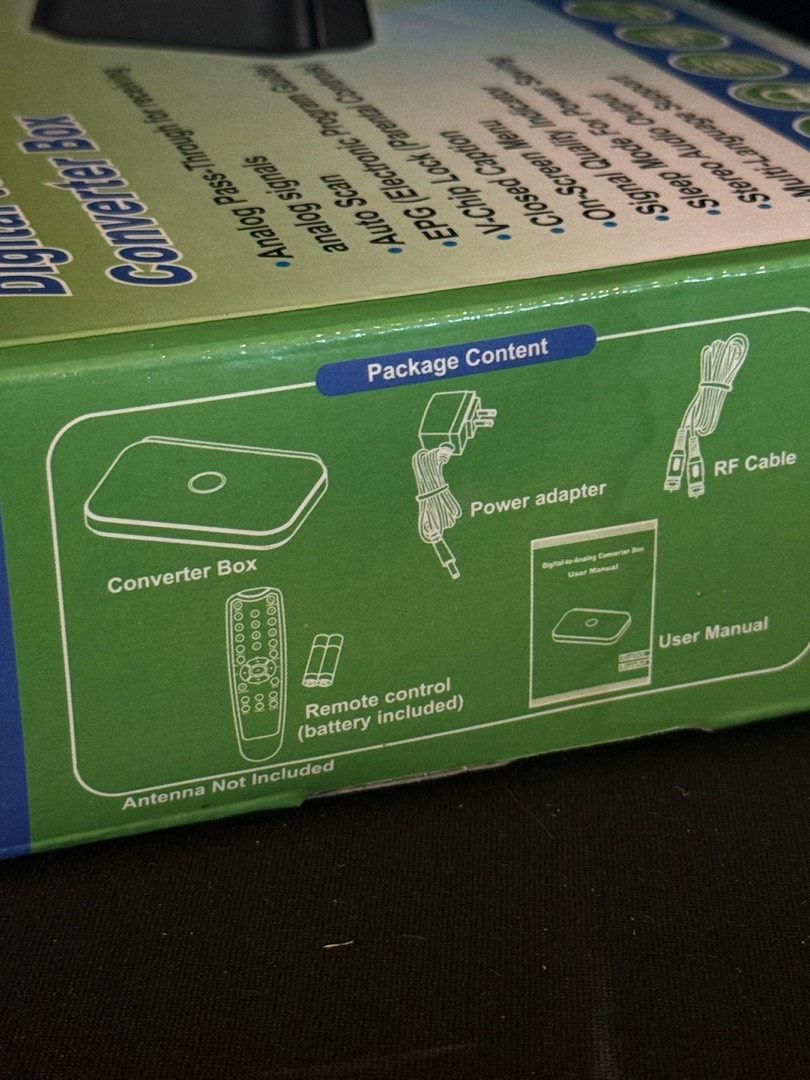 Converter Box
•Analog Pass-Through for receiving
analog signals
•Auto Scan
•EPG (Electronic Program Guide)
•V-Chip Lock (Parental Controls)
•Closed Caption
•On-Screen Menu
•Signal Quality Indicator
•Sleep Mode For Power Saving
•Stereo Audio Output
Multi-Language Support
Package Content
Converter Box
Power adapter
RF Cable
Digital-to-Analog Converter Box
User Manual
User Manual
Remote control
(battery included)
Antenna Not Included